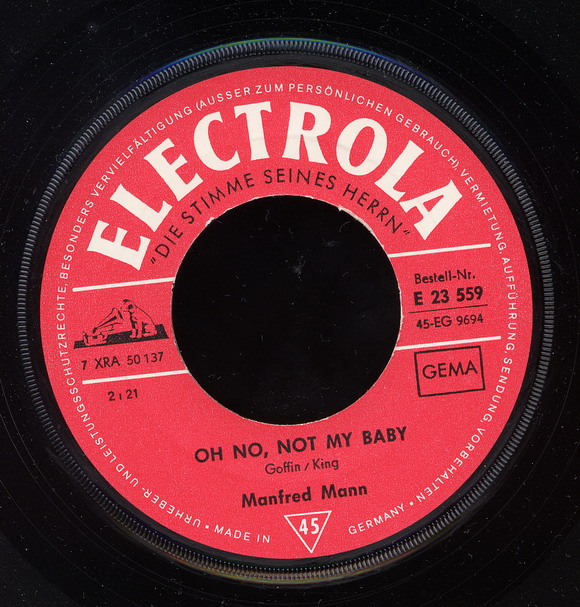 URHEBER- UND LEISTUNGSSCHUTZRECHTE, BESONDERS VERVIELFÄLTIGUNG (AUSSER ZUM PERSÖNLICHEN GEBRAUCH), VERMIETUNG, AUFFÜHRUNG, SENDUNG VORBEHALTEN •
ELECTROLA
"DIE STIMME SEINES HERRN"
Bestell-Nr.
E 23 559
45-EG 9694
7 XRA 50 137
GEMA
2 : 21
OH NO, NOT MY BABY
Goffin / King
Manfred Mann
• MADE IN GERMANY •
45